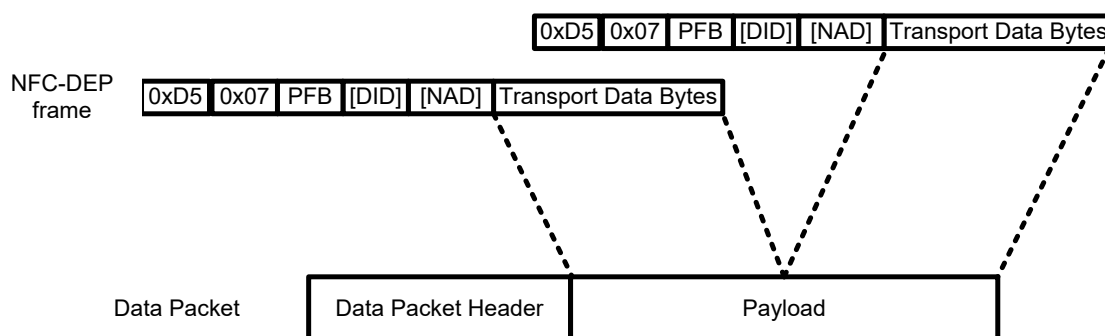 0xD5 0x07 PFB [DID] [NAD] Transport Data Bytes
NFC-DEP
frame
0xD5 0x07 PFB [DID] [NAD] Transport Data Bytes
Data Packet Data Packet Header Payload